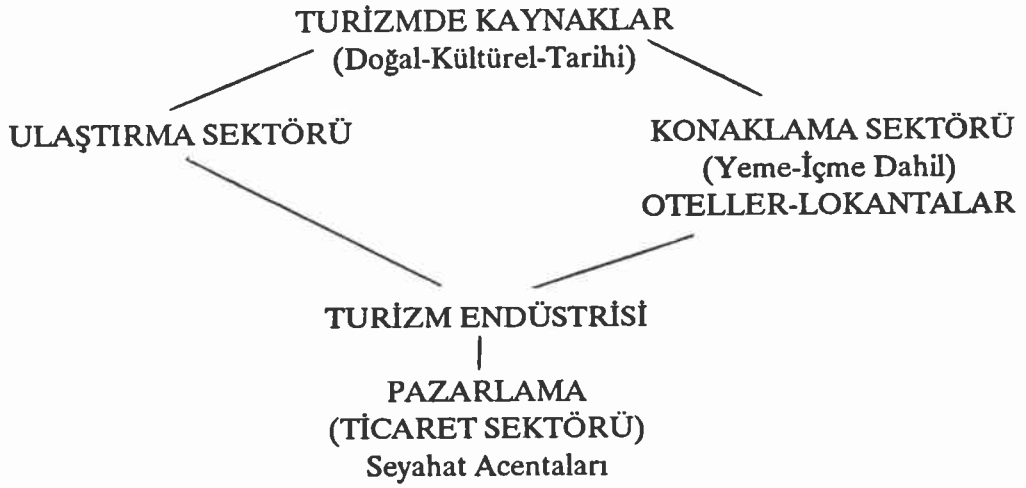 TURİZMDE KAYNAKLAR
(Doğal-Kültürel-Tarihi)
ULAŞTIRMA SEKTÖRÜ
KONAKLAMA SEKTÖRÜ
(Yeme-İçme Dahil)
OTELLER-LOKANTALAR
TURİZM ENDÜSTRİSİ
PAZARLAMA
(TİCARET SEKTÖRÜ)
Seyahat Acentaları